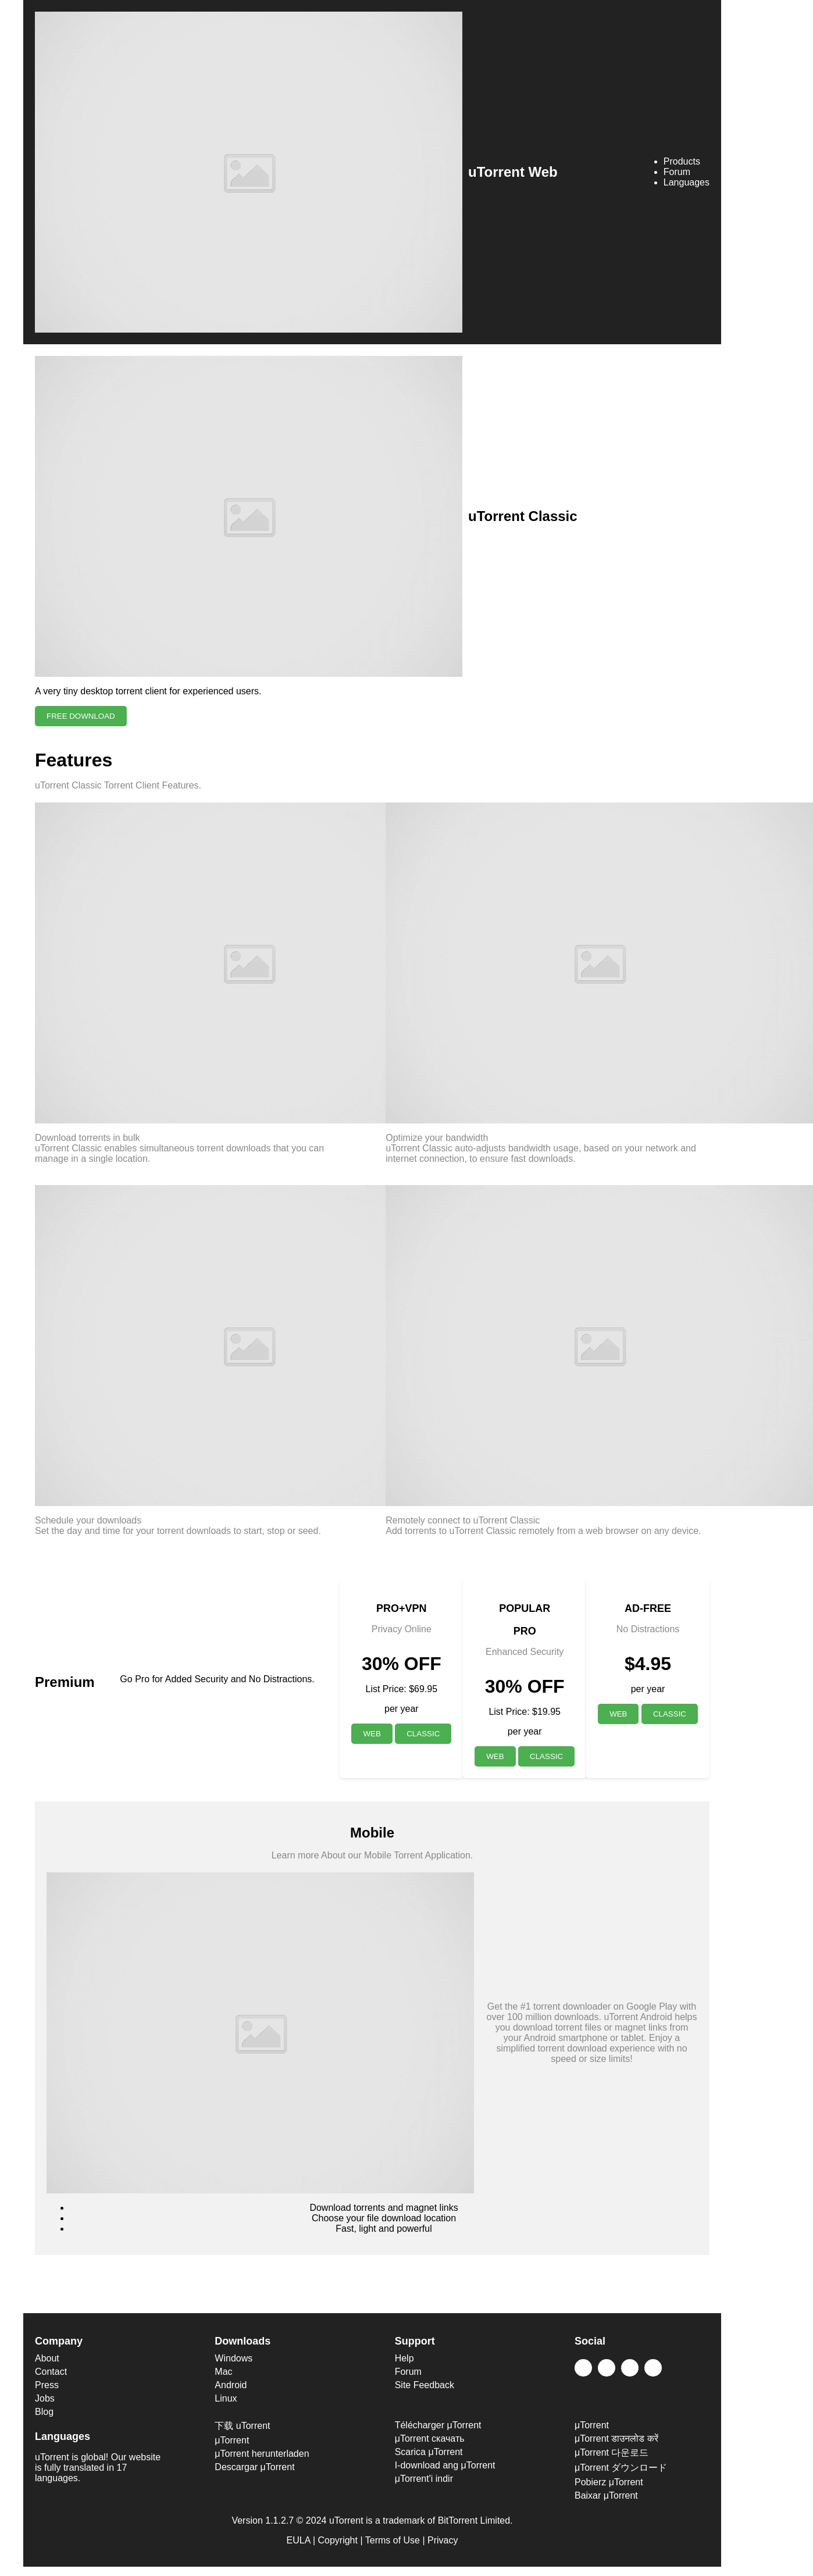 uTorrent Web
Products
Forum
Languages
uTorrent Classic
A very tiny desktop torrent client for experienced users.
FREE DOWNLOAD
Features
uTorrent Classic Torrent Client Features.
Download torrents in bulk
uTorrent Classic enables simultaneous torrent downloads that you can
manage in a single location.
Optimize your bandwidth
uTorrent Classic auto-adjusts bandwidth usage, based on your network and
internet connection, to ensure fast downloads.
Schedule your downloads
Set the day and time for your torrent downloads to start, stop or seed.
Remotely connect to uTorrent Classic
Add torrents to uTorrent Classic remotely from a web browser on any device.
Premium
Go Pro for Added Security and No Distractions.
PRO+VPN
Privacy Online
30% OFF
List Price: $69.95
per year
WEB CLASSIC
POPULAR
PRO
Enhanced Security
30% OFF
List Price: $19.95
per year
WEB CLASSIC
AD-FREE
No Distractions
$4.95
per year
WEB CLASSIC
Mobile
Learn more About our Mobile Torrent Application.
Get the #1 torrent downloader on Google Play with
over 100 million downloads. uTorrent Android helps
you download torrent files or magnet links from
your Android smartphone or tablet. Enjoy a
simplified torrent download experience with no
speed or size limits!
Download torrents and magnet links
Choose your file download location
Fast, light and powerful
Company
About
Contact
Press
Jobs
Blog
Downloads
Windows
Mac
Android
Linux
Support
Help
Forum
Site Feedback
Social
Languages
uTorrent is global! Our website
is fully translated in 17
languages.
下载 uTorrent
μTorrent
μTorrent herunterladen
Descargar μTorrent
Télécharger μTorrent
μTorrent скачать
Scarica μTorrent
I-download ang μTorrent
μTorrent'i indir
μTorrent
μTorrent डाउनलोड करें
μTorrent 다운로드
μTorrent ダウンロード
Pobierz μTorrent
Baixar μTorrent
Version 1.1.2.7 © 2024 uTorrent is a trademark of BitTorrent Limited.
EULA | Copyright | Terms of Use | Privacy